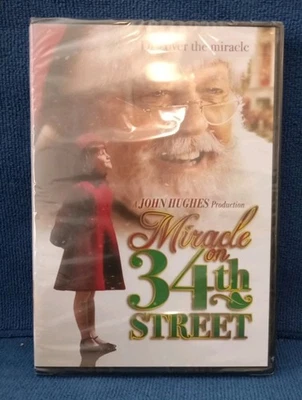 Discover the miracle
A JOHN HUGHES Production
Miracle
on
34th
STREET